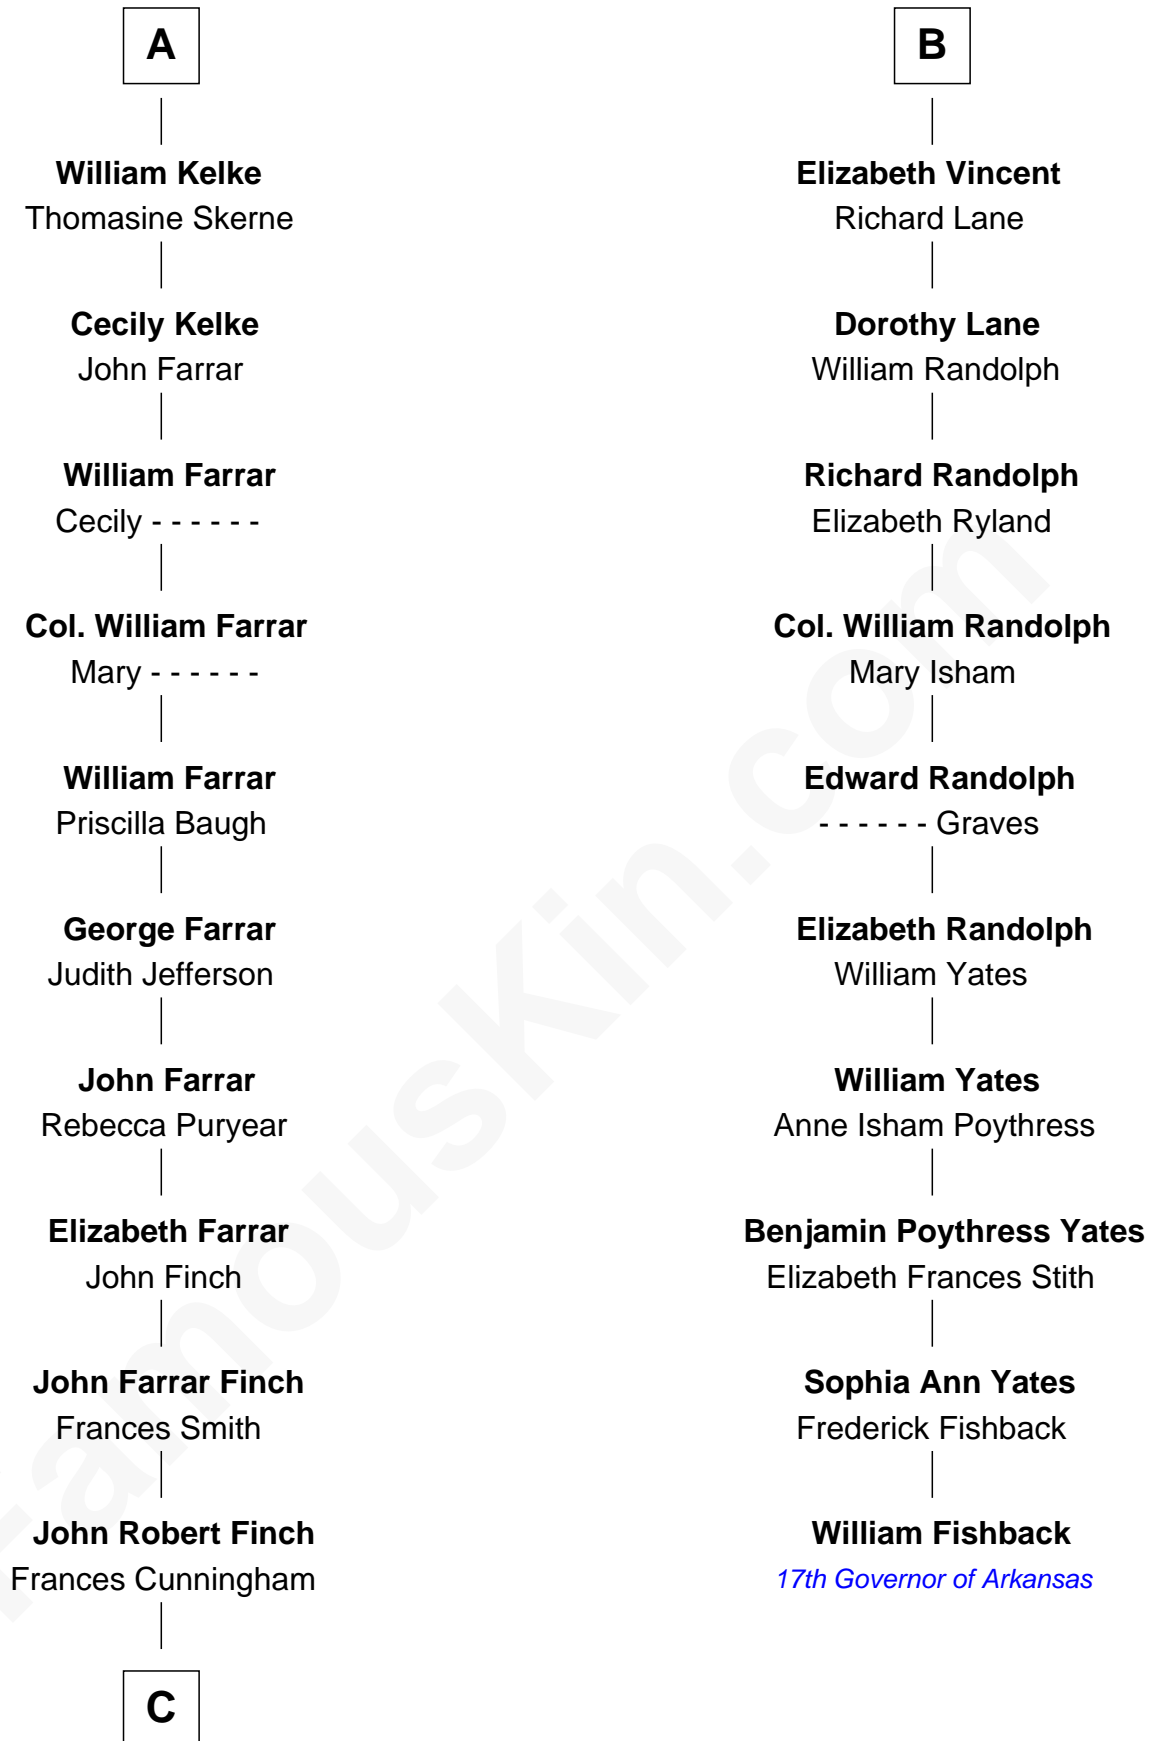 A
William Kelke
Thomasine Skerne
Cecily Kelke
John Farrar
William Farrar
Cecily - - - - - -
Col. William Farrar
Mary - - - - - -
William Farrar
Priscilla Baugh
George Farrar
Judith Jefferson
John Farrar
Rebecca Puryear
Elizabeth Farrar
John Finch
John Farrar Finch
Frances Smith
John Robert Finch
Frances Cunningham
C
B
Elizabeth Vincent
Richard Lane
Dorothy Lane
William Randolph
Richard Randolph
Elizabeth Ryland
Col. William Randolph
Mary Isham
Edward Randolph
- - - - - - Graves
Elizabeth Randolph
William Yates
William Yates
Anne Isham Poythress
Benjamin Poythress Yates
Elizabeth Frances Stith
Sophia Ann Yates
Frederick Fishback
William Fishback
17th Governor of Arkansas
FamousKin.com